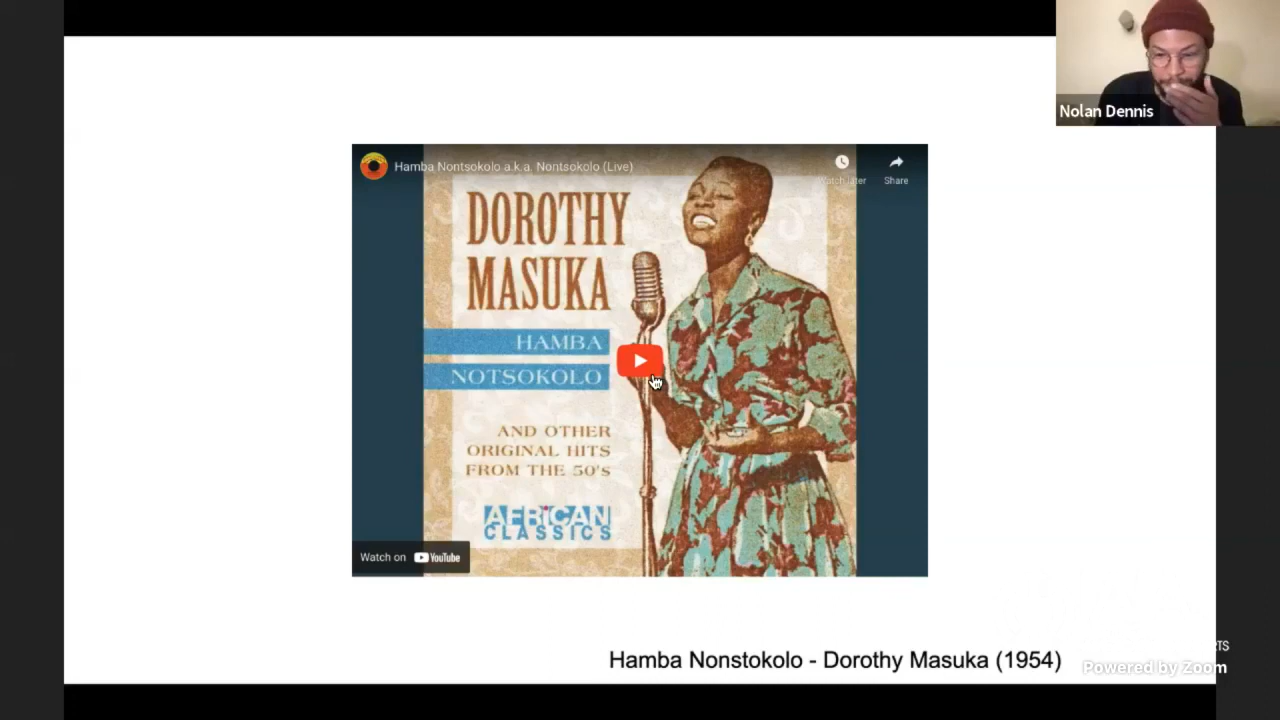 Nolan Dennis
Hamba Nontsokolo a.k.a. Nontsokolo (Live)
Watch later
Share
DOROTHY
MASUKA
HAMBA
NOTSOKOLO
AND OTHER
ORIGINAL HITS
FROM THE 50'S
AFRICAN
CLASSICS
Watch on YouTube
Hamba Nonstokolo - Dorothy Masuka (1954)
RTS
Powered by Zoom